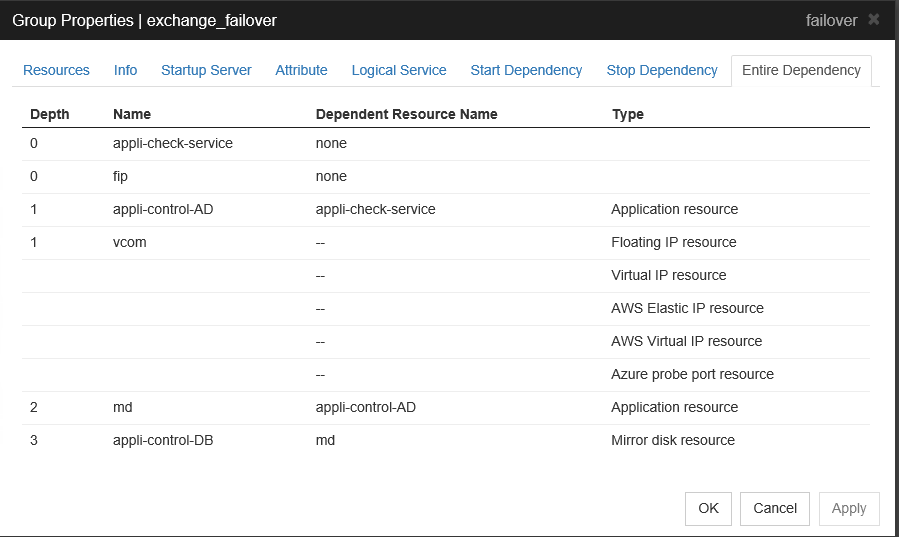 Group Properties | exchange_failover failover ✖
Resources Info Startup Server Attribute Logical Service Start Dependency Stop Dependency Entire Dependency
Depth Name Dependent Resource Name Type
0 appli-check-service none
0 fip none
1 appli-control-AD appli-check-service Application resource
1 vcom -- Floating IP resource
-- Virtual IP resource
-- AWS Elastic IP resource
-- AWS Virtual IP resource
-- Azure probe port resource
2 md appli-control-AD Application resource
3 appli-control-DB md Mirror disk resource
OK Cancel Apply